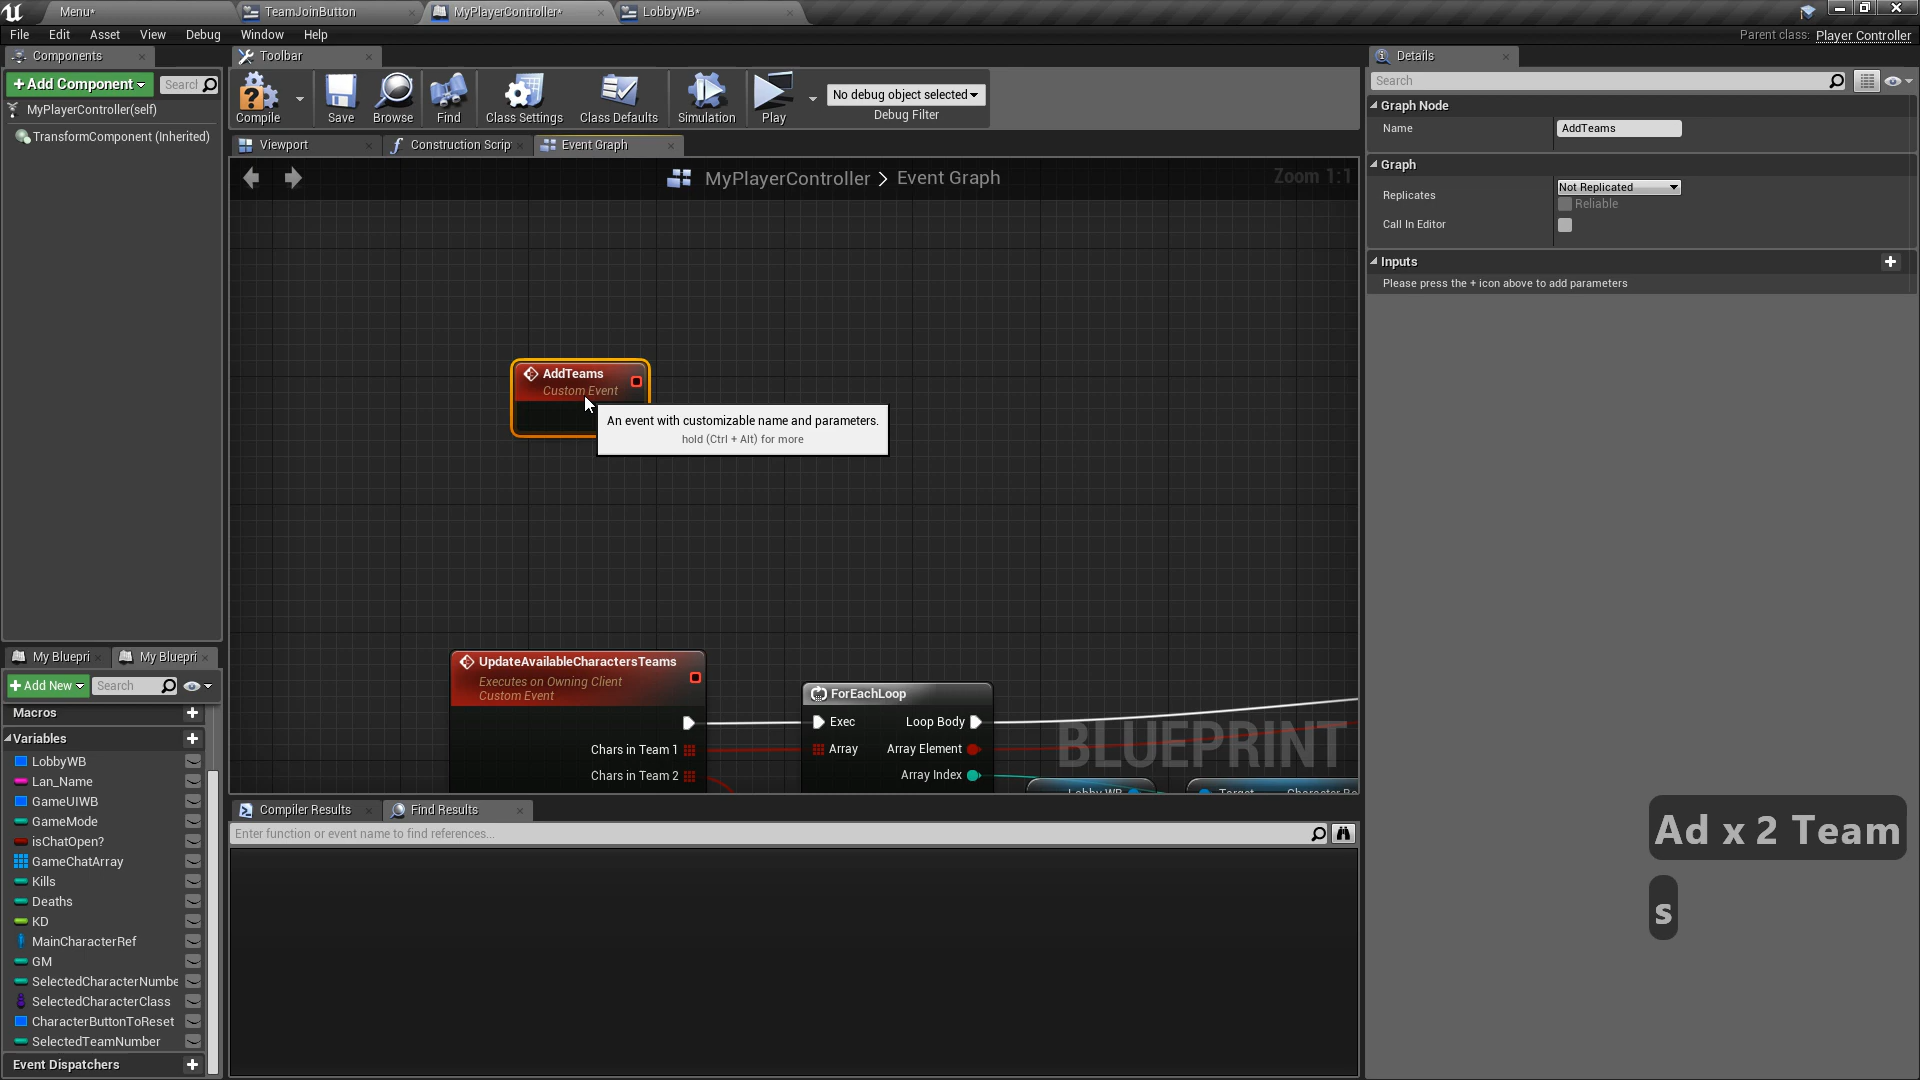 Menu*
TeamJoinButton
MyPlayerController*
LobbyWB*
File Edit Asset View Debug Window Help
Parent class: Player Controller
Components
Toolbar
Details
+Add Component
Search
MyPlayerController(self)
TransformComponent (Inherited)
Compile
Save
Browse
Find
Class Settings
Class Defaults
Simulation
Play
No debug object selected
Debug Filter
Viewport
Construction Scrip
Event Graph
MyPlayerController > Event Graph
Zoom 1:1
Search
Graph Node
Name
AddTeams
Graph
Replicates
Not Replicated
Reliable
Call In Editor
Inputs
Please press the + icon above to add parameters
AddTeams
Custom Event
An event with customizable name and parameters.
hold (Ctrl + Alt) for more
UpdateAvailableCharactersTeams
Executes on Owning Client
Custom Event
Chars in Team 1
Chars in Team 2
ForEachLoop
Exec
Loop Body
Array
Array Element
Array Index
BLUEPRINT
Lobby WB
Target
My Bluepri
My Bluepri
+Add New
Search
Macros
Variables
LobbyWB
Lan_Name
GameUIWB
GameMode
isChatOpen?
GameChatArray
Kills
Deaths
KD
MainCharacterRef
GM
SelectedCharacterNumbe
SelectedCharacterClass
CharacterButtonToReset
SelectedTeamNumber
Event Dispatchers
Compiler Results
Find Results
Enter function or event name to find references...
Ad x 2 Team
s